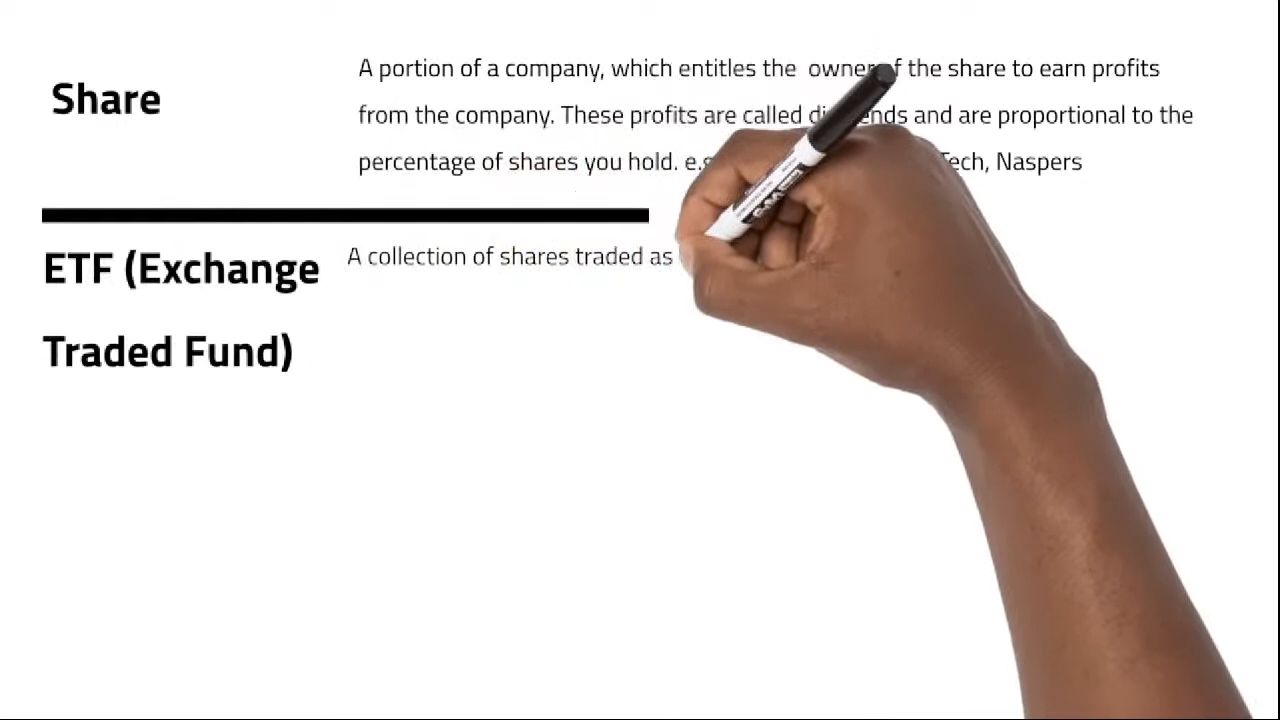 Share
A portion of a company, which entitles the owner of the share to earn profits
from the company. These profits are called dividends and are proportional to the
percentage of shares you hold. Tech, Naspers
ETF (Exchange
Traded Fund)
A collection of shares traded as